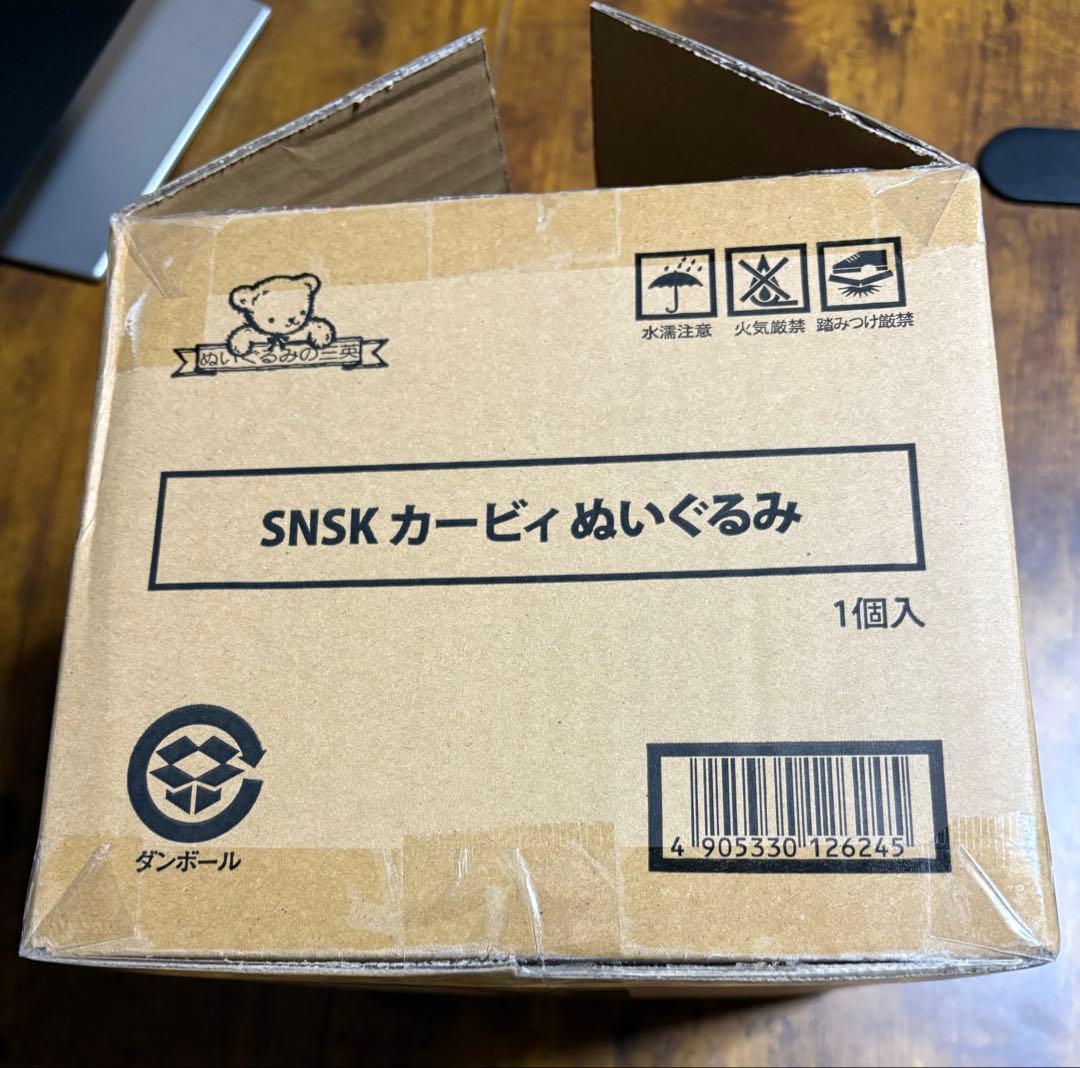 ぬいぐるみの三英
水濡注意 火気厳禁 踏みつけ厳禁
SNSK カービィ ぬいぐるみ
1個入
ダンボール
4 905330 126245